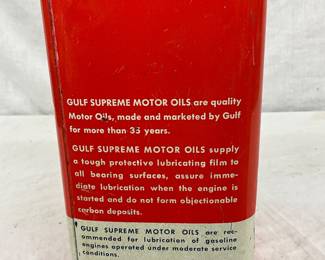 GULF SUPREME MOTOR OILS are quality
Motor Oils, made and marketed by Gulf
for more than 33 years.
GULF SUPREME MOTOR OILS supply
a tough protective lubricating film to
all bearing surfaces, assure imme-
diate lubrication when the engine is
started and do not form objectionable
carbon deposits.
GULF SUPREME MOTOR OILS are rec-
ommended for lubrication of gasoline
engines operated under moderate service
conditions.